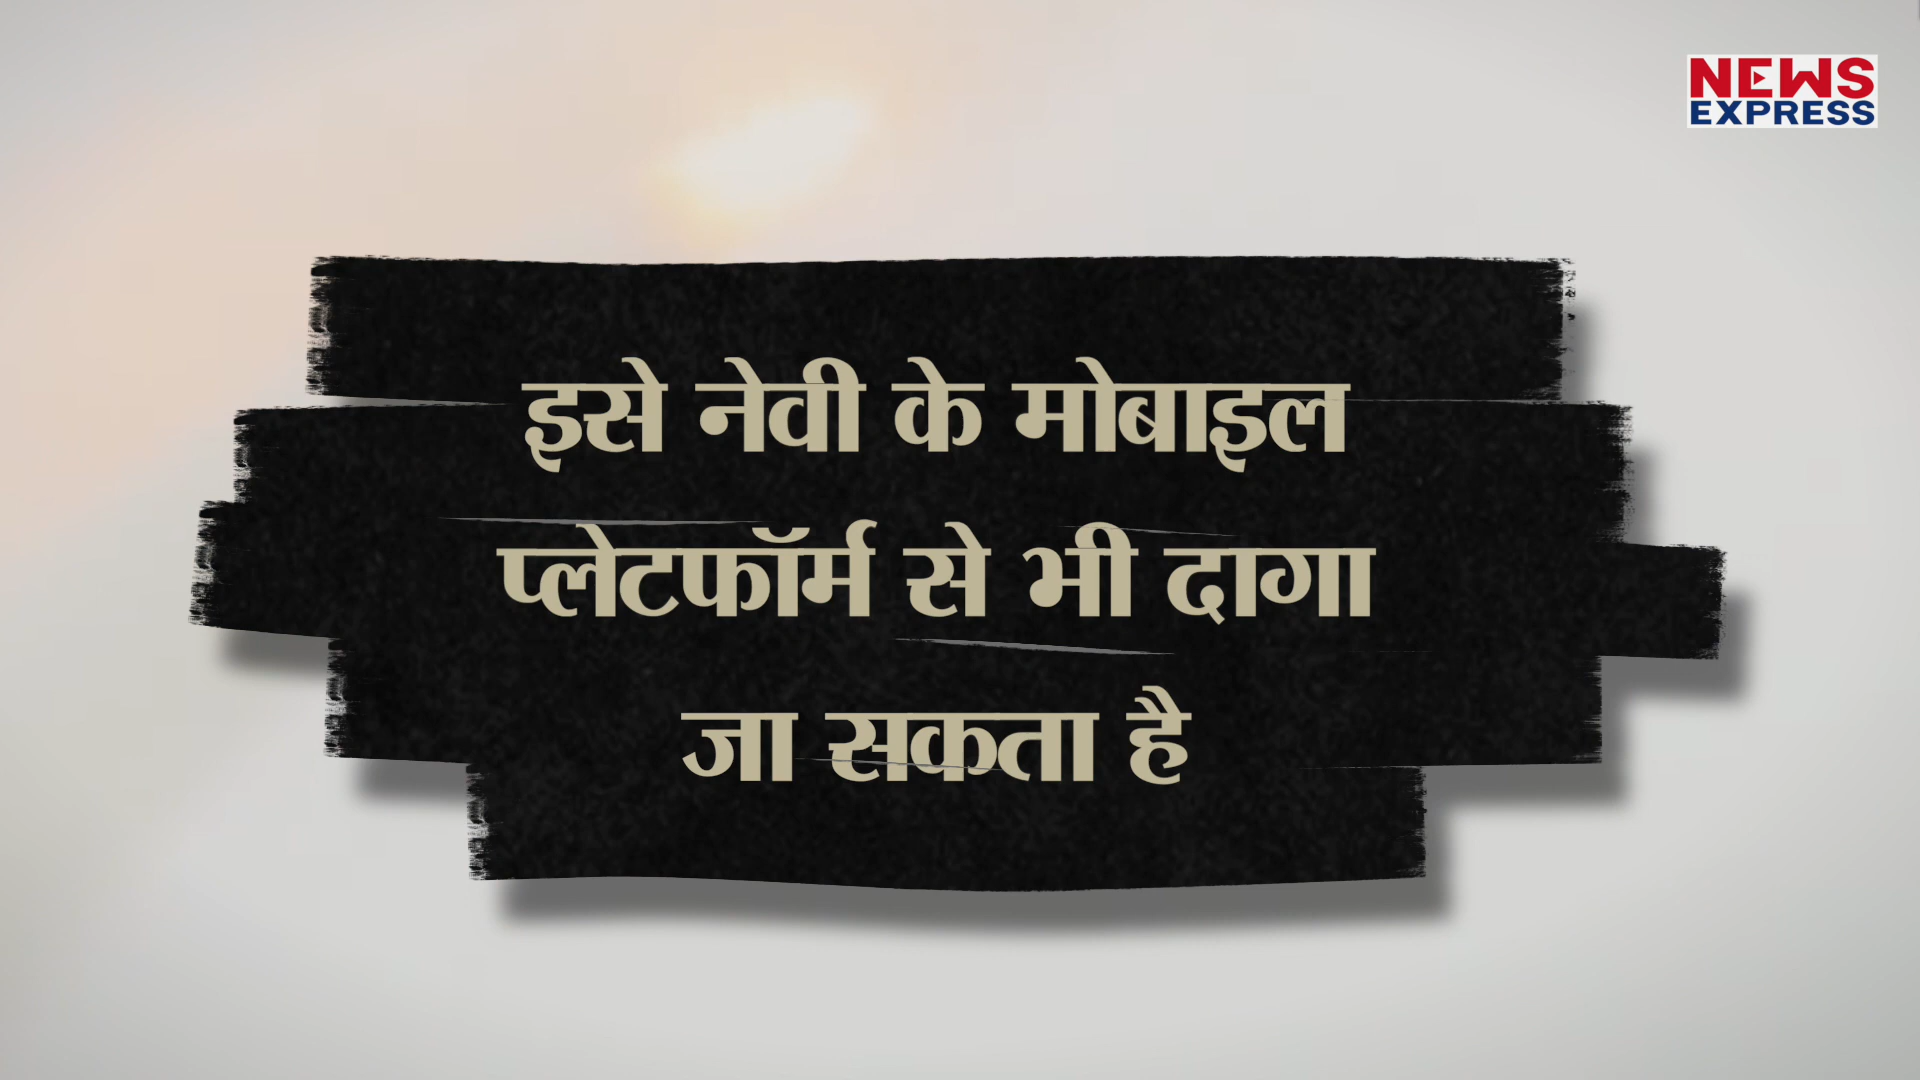 NEWS
EXPRESS
इसे नेवी के मोबाइल
प्लेटफॉर्म से भी दागा
जा सकता है